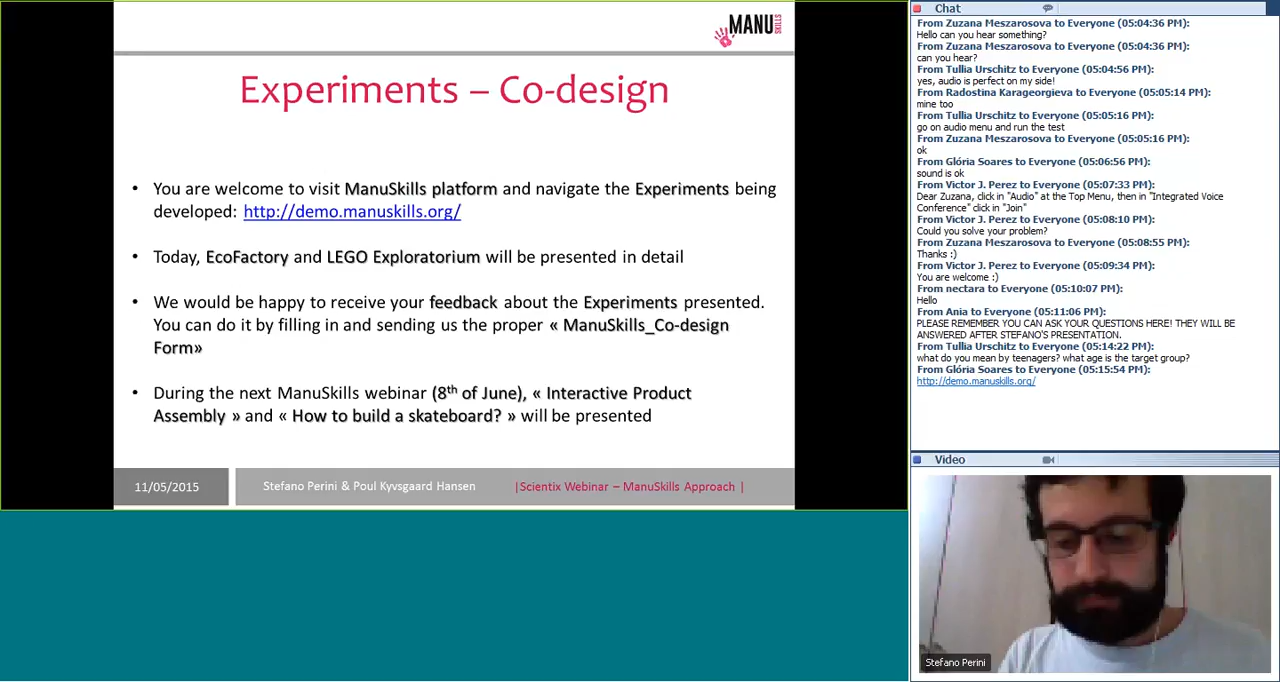 MANU
SKILLS
Experiments – Co-design
• You are welcome to visit ManuSkills platform and navigate the Experiments being
developed: http://demo.manuskills.org/
• Today, EcoFactory and LEGO Exploratorium will be presented in detail
• We would be happy to receive your feedback about the Experiments presented.
You can do it by filling in and sending us the proper « ManuSkills_Co-design
Form»
• During the next ManuSkills webinar (8th of June), « Interactive Product
Assembly » and « How to build a skateboard? » will be presented
11/05/2015
Stefano Perini & Poul Kyvsgaard Hansen
|Scientix Webinar – ManuSkills Approach |
Chat
From Zuzana Meszarosova to Everyone (05:04:36 PM):
Hello can you hear something?
From Zuzana Meszarosova to Everyone (05:04:36 PM):
can you hear?
From Tullia Urschitz to Everyone (05:04:56 PM):
yes, audio is perfect on my side!
From Radostina Karageorgieva to Everyone (05:05:14 PM):
mine too
From Tullia Urschitz to Everyone (05:05:16 PM):
go on audio menu and run the test
From Zuzana Meszarosova to Everyone (05:05:16 PM):
ok
From Glória Soares to Everyone (05:06:56 PM):
sound is ok
From Victor J. Perez to Everyone (05:07:33 PM):
Dear Zuzana, click in "Audio" at the Top Menu, then in "Integrated Voice
Conference" click in "Join"
From Victor J. Perez to Everyone (05:08:10 PM):
Could you solve your problem?
From Zuzana Meszarosova to Everyone (05:08:55 PM):
Thanks :)
From Victor J. Perez to Everyone (05:09:34 PM):
You are welcome :)
From nectara to Everyone (05:10:07 PM):
Hello
From Ania to Everyone (05:11:06 PM):
PLEASE REMEMBER YOU CAN ASK YOUR QUESTIONS HERE! THEY WILL BE
ANSWERED AFTER STEFANO'S PRESENTATION.
From Tullia Urschitz to Everyone (05:14:22 PM):
what do you mean by teenagers? what age is the target group?
From Glória Soares to Everyone (05:15:54 PM):
http://demo.manuskills.org/
Video
Stefano Perini